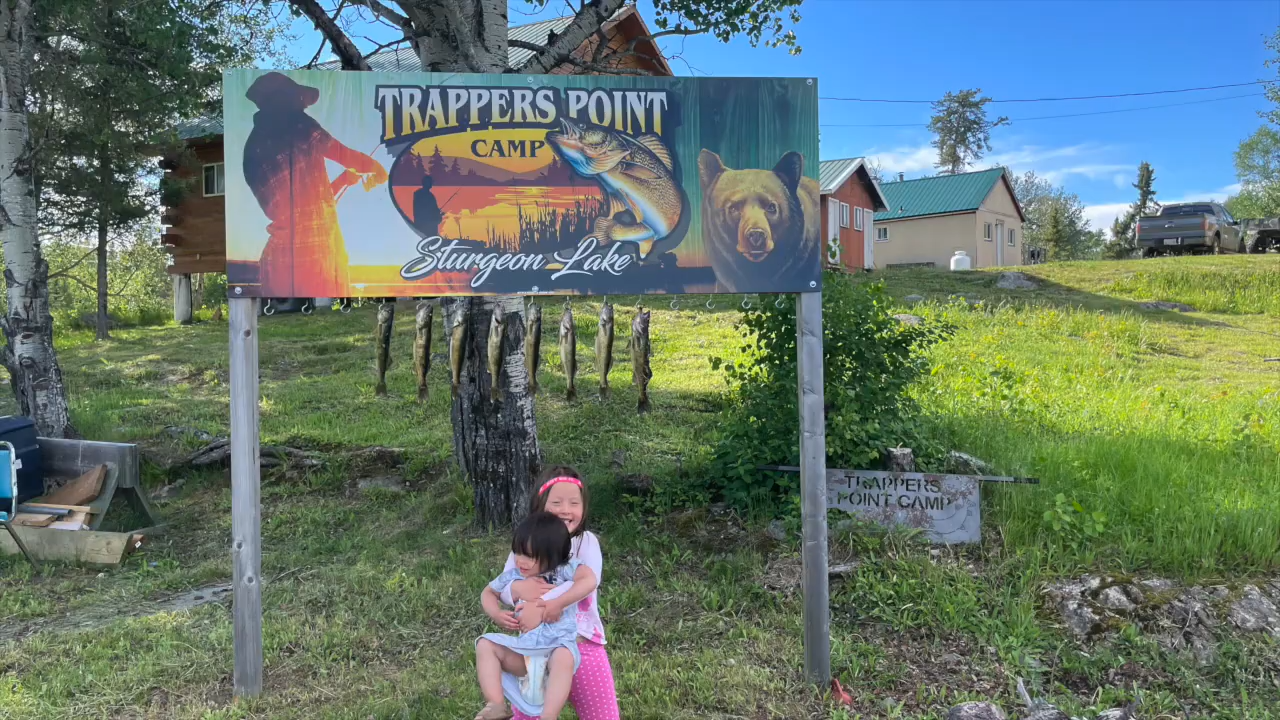 TRAPPERS POINT
CAMP
Sturgeon Lake
TRAPPERS
POINT CAMP